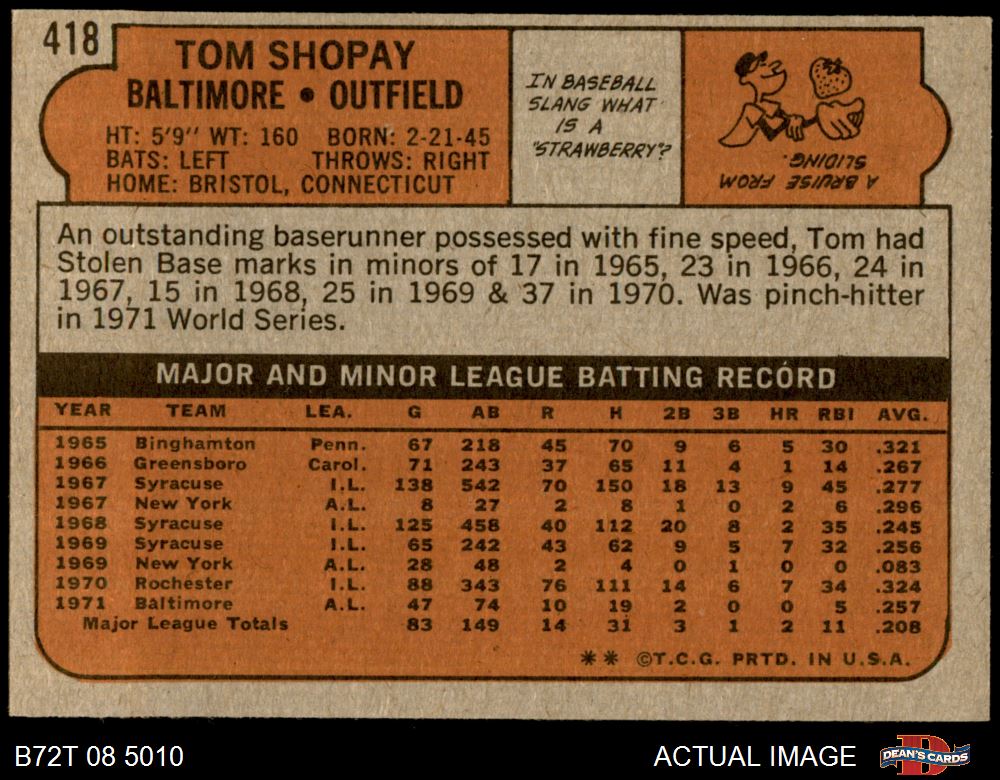 418
TOM SHOPAY
BALTIMORE • OUTFIELD
HT: 5'9" WT: 160 BORN: 2-21-45
BATS: LEFT THROWS: RIGHT
HOME: BRISTOL, CONNECTICUT
IN BASEBALL
SLANG WHAT
IS A
"STRAWBERRY"?
A BRUISE FROM
SLIDING.
An outstanding baserunner possessed with fine speed, Tom had
Stolen Base marks in minors of 17 in 1965, 23 in 1966, 24 in
1967, 15 in 1968, 25 in 1969 & 37 in 1970. Was pinch-hitter
in 1971 World Series.
MAJOR AND MINOR LEAGUE BATTING RECORD
YEAR TEAM LEA. G AB R H 2B 3B HR RBI AVG.
1965 Binghamton Penn. 67 218 45 70 9 6 5 30 .321
1966 Greensboro Carol. 71 243 37 65 11 4 1 14 .267
1967 Syracuse I.L. 138 542 70 150 18 13 9 45 .277
1967 New York A.L. 8 27 2 8 1 0 2 6 .296
1968 Syracuse I.L. 125 458 40 112 20 8 2 35 .245
1969 Syracuse I.L. 65 242 43 62 9 5 7 32 .256
1969 New York A.L. 28 48 2 4 0 1 0 0 .083
1970 Rochester I.L. 88 343 76 111 14 6 7 34 .324
1971 Baltimore A.L. 47 74 10 19 2 0 0 5 .257
Major League Totals 83 149 14 31 3 1 2 11 .208
** ©T.C.G. PRTD. IN U.S.A.
B72T 08 5010 ACTUAL IMAGE
D
DEAN'S CARDS